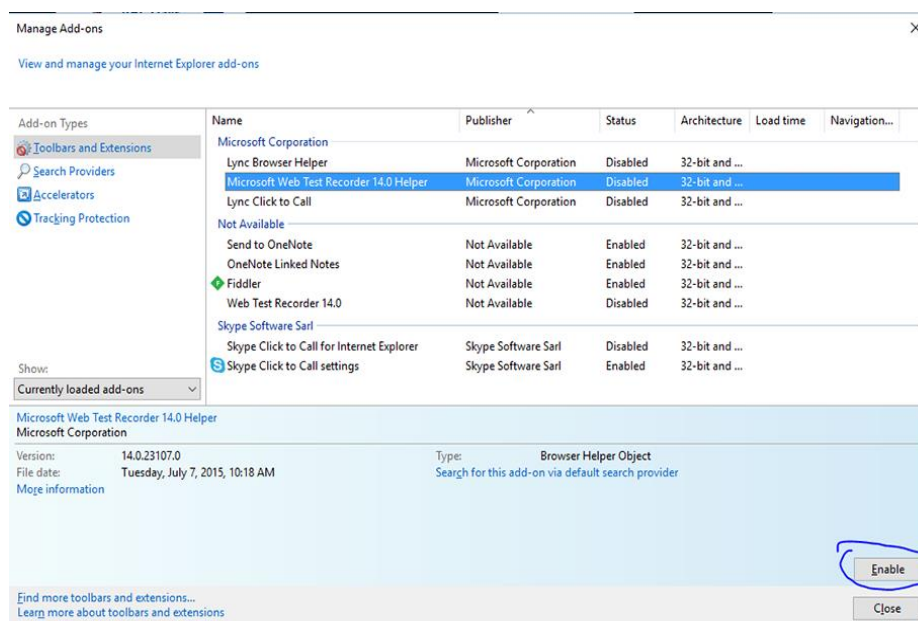 Manage Add-ons
View and manage your Internet Explorer add-ons
Add-on Types
Toolbars and Extensions
Search Providers
Accelerators
Tracking Protection
Show:
Currently loaded add-ons
Name Publisher Status Architecture Load time Navigation...
Microsoft Corporation
Lync Browser Helper Microsoft Corporation Disabled 32-bit and ...
Microsoft Web Test Recorder 14.0 Helper Microsoft Corporation Disabled 32-bit and ...
Lync Click to Call Microsoft Corporation Disabled 32-bit and ...
Not Available
Send to OneNote Not Available Enabled 32-bit and ...
OneNote Linked Notes Not Available Enabled 32-bit and ...
Fiddler Not Available Enabled 32-bit and ...
Web Test Recorder 14.0 Not Available Disabled 32-bit and ...
Skype Software Sarl
Skype Click to Call for Internet Explorer Skype Software Sarl Disabled 32-bit and ...
Skype Click to Call settings Skype Software Sarl Enabled 32-bit and ...
Microsoft Web Test Recorder 14.0 Helper
Microsoft Corporation
Version: 14.0.23107.0
File date: Tuesday, July 7, 2015, 10:18 AM
More information
Type: Browser Helper Object
Search for this add-on via default search provider
Enable
Find more toolbars and extensions...
Learn more about toolbars and extensions
Close